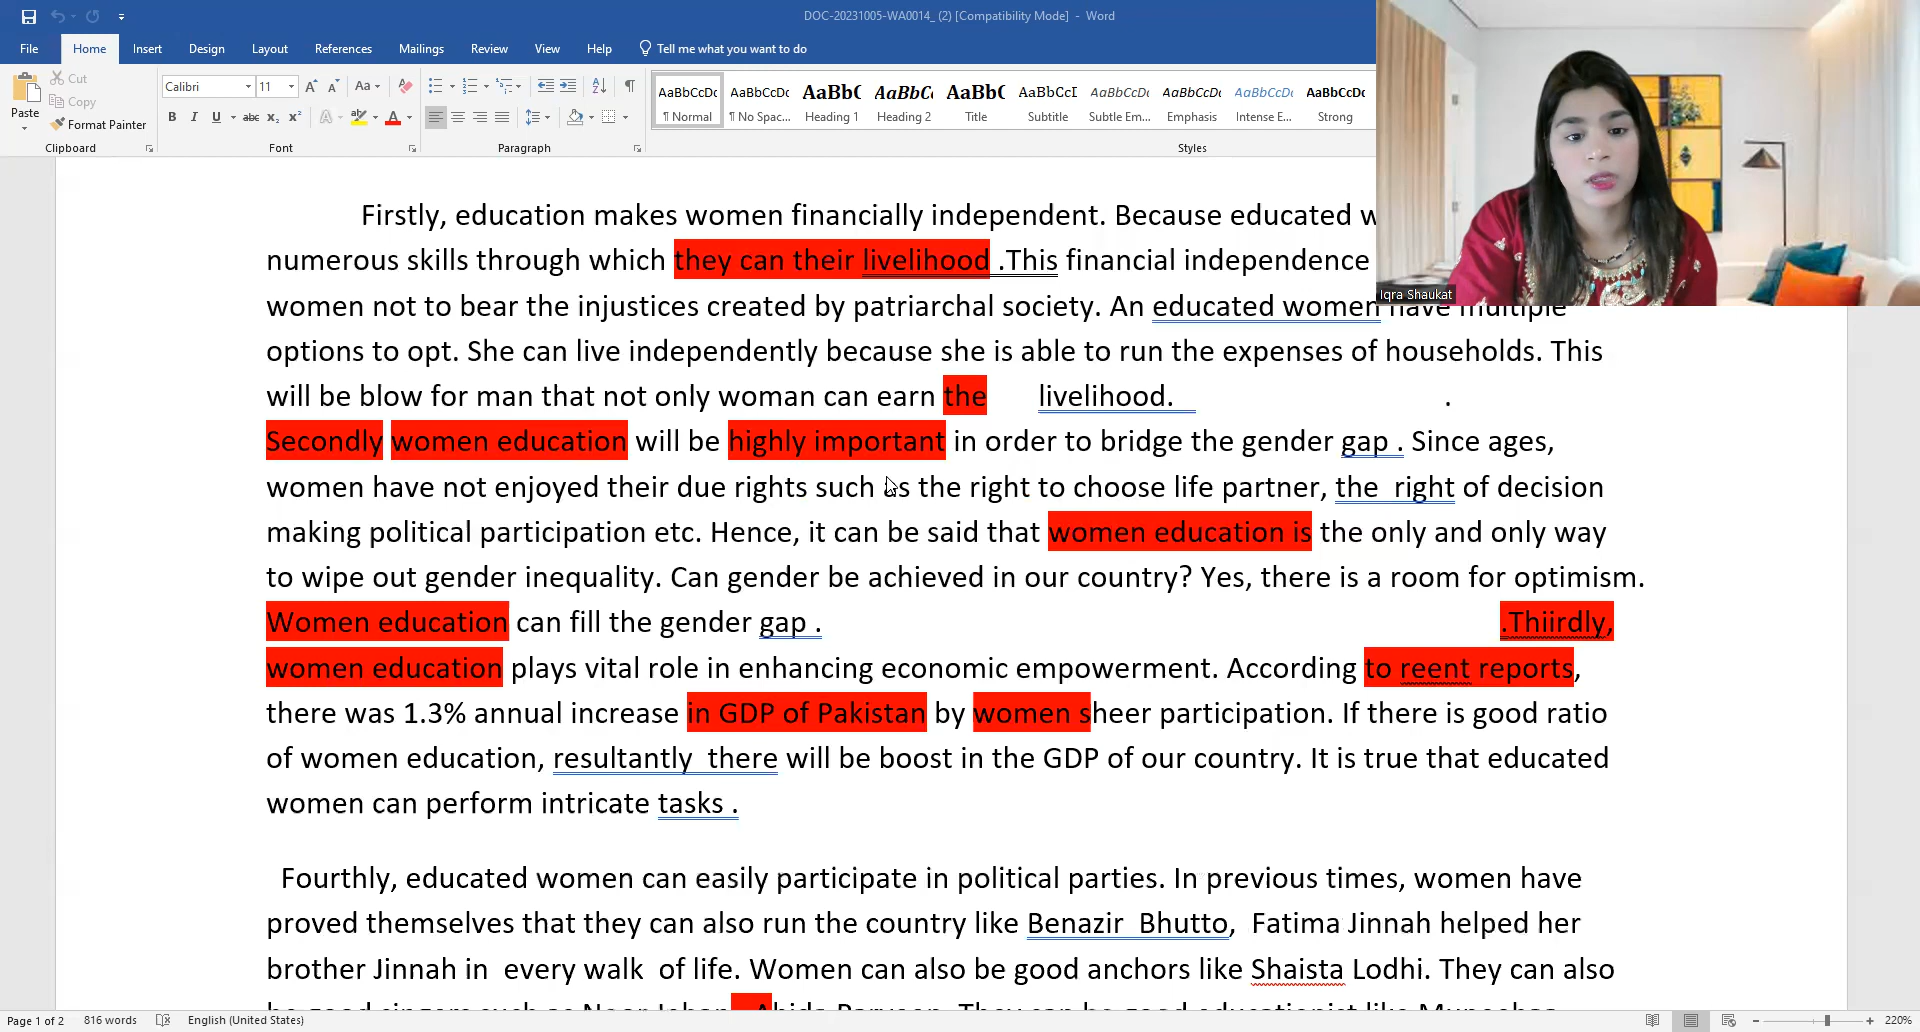 DOC-20231005-WA0014_ (2) [Compatibility Mode] - Word
File Home Insert Design Layout References Mailings Review View Help Tell me what you want to do
Paste Cut Copy Format Painter
Calibri 11
AaBbCcDc AaBbCcDc AaBbC AaBbC AaBbC AaBbCcI AaBbCcDc AaBbCcDc AaBbCcDc AaBbCcDc
¶ Normal ¶ No Spac... Heading 1 Heading 2 Title Subtitle Subtle Em... Emphasis Intense E... Strong
Clipboard Font Paragraph Styles
Iqra Shaukat
Firstly, education makes women financially independent. Because educated
numerous skills through which they can their livelihood .This financial independence
women not to bear the injustices created by patriarchal society. An educated women have multiple
options to opt. She can live independently because she is able to run the expenses of households. This
will be blow for man that not only woman can earn the livelihood. .
Secondly women education will be highly important in order to bridge the gender gap . Since ages,
women have not enjoyed their due rights such as the right to choose life partner, the right of decision
making political participation etc. Hence, it can be said that women education is the only and only way
to wipe out gender inequality. Can gender be achieved in our country? Yes, there is a room for optimism.
Women education can fill the gender gap . .Thiirdly,
women education plays vital role in enhancing economic empowerment. According to reent reports,
there was 1.3% annual increase in GDP of Pakistan by women sheer participation. If there is good ratio
of women education, resultantly there will be boost in the GDP of our country. It is true that educated
women can perform intricate tasks .
Fourthly, educated women can easily participate in political parties. In previous times, women have
proved themselves that they can also run the country like Benazir Bhutto, Fatima Jinnah helped her
brother Jinnah in every walk of life. Women can also be good anchors like Shaista Lodhi. They can also
Page 1 of 2 816 words English (United States) 220%